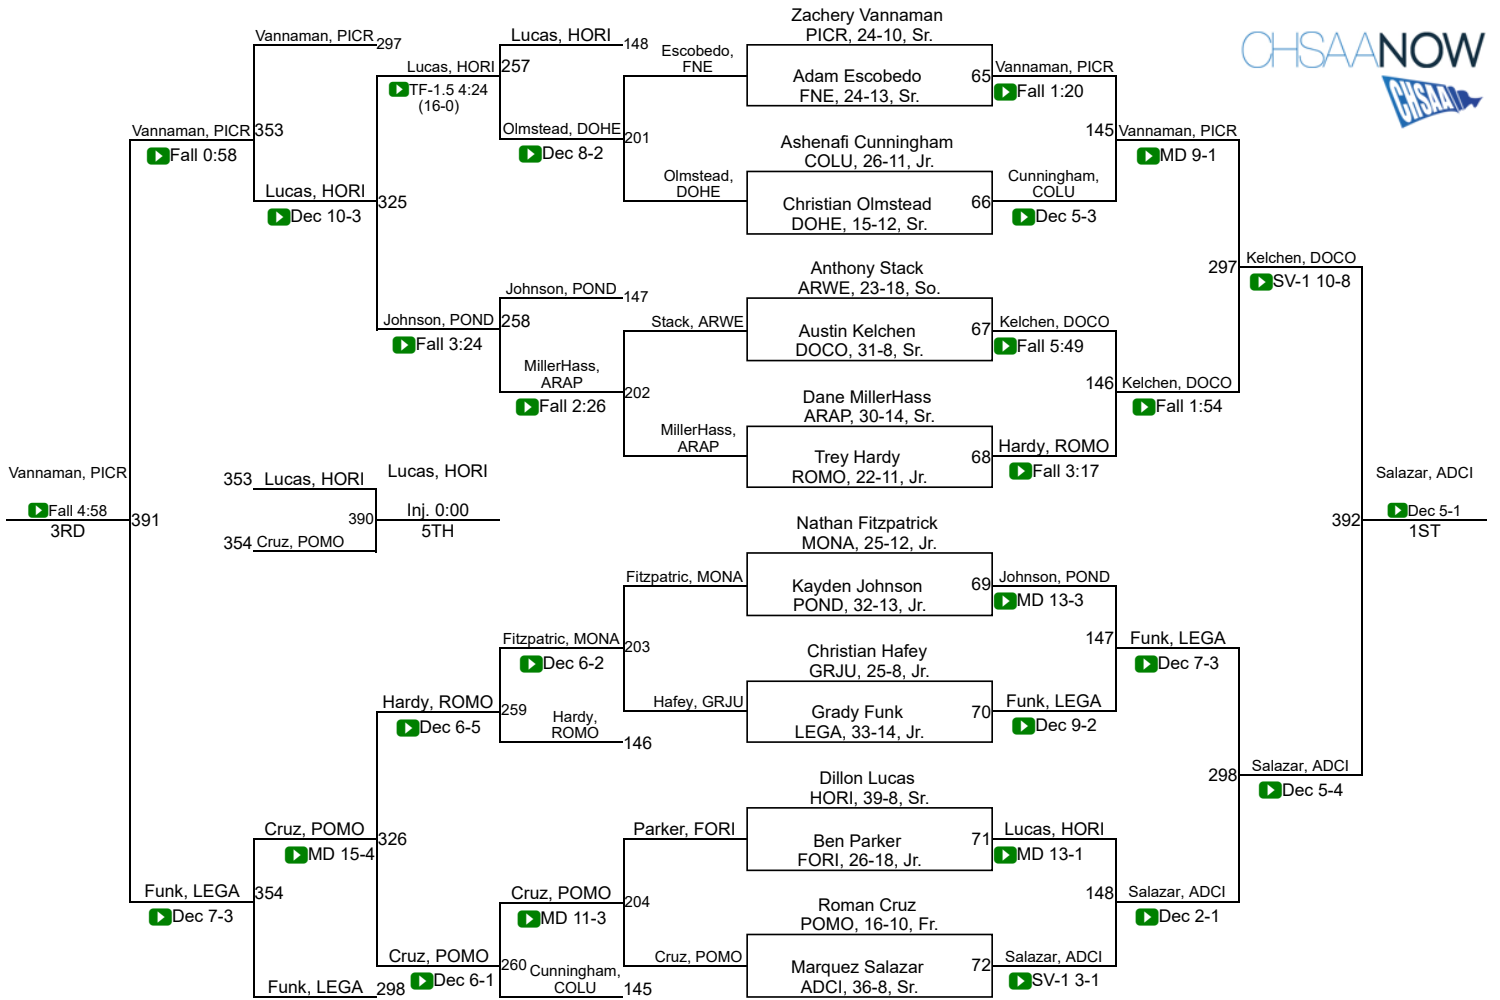 Zachery Vannaman
PICR, 24-10, Sr.
CHSAANOW
CHSAA
Vannaman, PICR
297
Lucas, HORI
148
Escobedo,
FNE
Lucas, HORI
257
Adam Escobedo
65
FNE, 24-13, Sr.
Vannaman, PICR
Fall 1:20
TF-1.5 4:24
(16-0)
Vannaman, PICR
353
Fall 0:58
Olmstead, DOHE
201
Dec 8-2
Ashenafi Cunningham
COLU, 26-11, Jr.
145
Vannaman, PICR
MD 9-1
Olmstead,
DOHE
Cunningham,
COLU
Lucas, HORI
325
Dec 10-3
Christian Olmstead
66
DOHE, 15-12, Sr.
Dec 5-3
Anthony Stack
ARWE, 23-18, So.
297
Kelchen, DOCO
SV-1 10-8
Johnson, POND
147
Johnson, POND
258
Fall 3:24
Stack, ARWE
Austin Kelchen
67
DOCO, 31-8, Sr.
Kelchen, DOCO
Fall 5:49
MillerHass,
ARAP
202
Fall 2:26
Dane MillerHass
ARAP, 30-14, Sr.
146
Kelchen, DOCO
Fall 1:54
MillerHass,
ARAP
Trey Hardy
68
ROMO, 22-11, Jr.
Hardy, ROMO
Fall 3:17
Vannaman, PICR
Fall 4:58
3RD
391
353
Lucas, HORI
Lucas, HORI
390
Inj. 0:00
5TH
354
Cruz, POMO
Salazar, ADCI
392
Dec 5-1
1ST
Nathan Fitzpatrick
MONA, 25-12, Jr.
Fitzpatric, MONA
Kayden Johnson
69
POND, 32-13, Jr.
Johnson, POND
MD 13-3
Fitzpatric, MONA
203
Dec 6-2
Christian Hafey
GRJU, 25-8, Jr.
147
Funk, LEGA
Dec 7-3
Hardy, ROMO
259
Dec 6-5
Hardy,
ROMO
146
Hafey, GRJU
Grady Funk
70
LEGA, 33-14, Jr.
Funk, LEGA
Dec 9-2
Dillon Lucas
HORI, 39-8, Sr.
298
Salazar, ADCI
Dec 5-4
Cruz, POMO
326
MD 15-4
Parker, FORI
Ben Parker
71
FORI, 26-18, Jr.
Lucas, HORI
MD 13-1
Funk, LEGA
354
Dec 7-3
Cruz, POMO
204
MD 11-3
Roman Cruz
POMO, 16-10, Fr.
148
Salazar, ADCI
Dec 2-1
Cruz, POMO
260
Dec 6-1
Cunningham,
COLU
145
Cruz, POMO
Marquez Salazar
72
ADCI, 36-8, Sr.
Salazar, ADCI
SV-1 3-1
Funk, LEGA
298